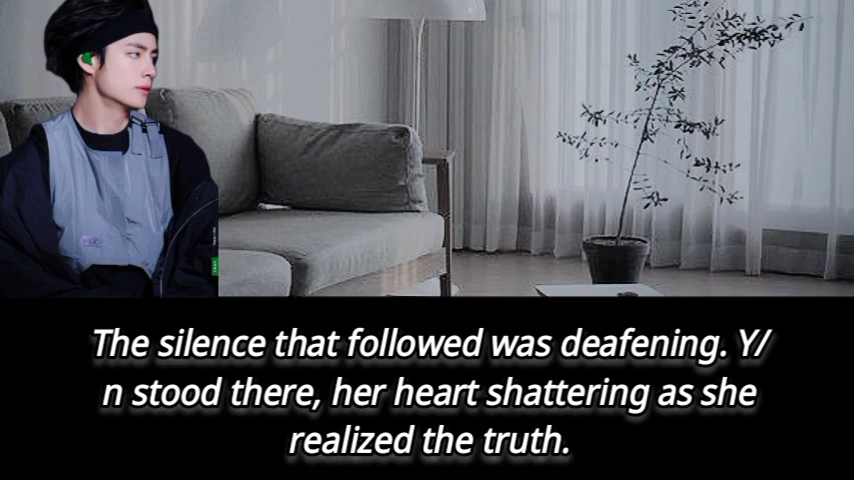 The silence that followed was deafening. Y/
n stood there, her heart shattering as she
realized the truth.